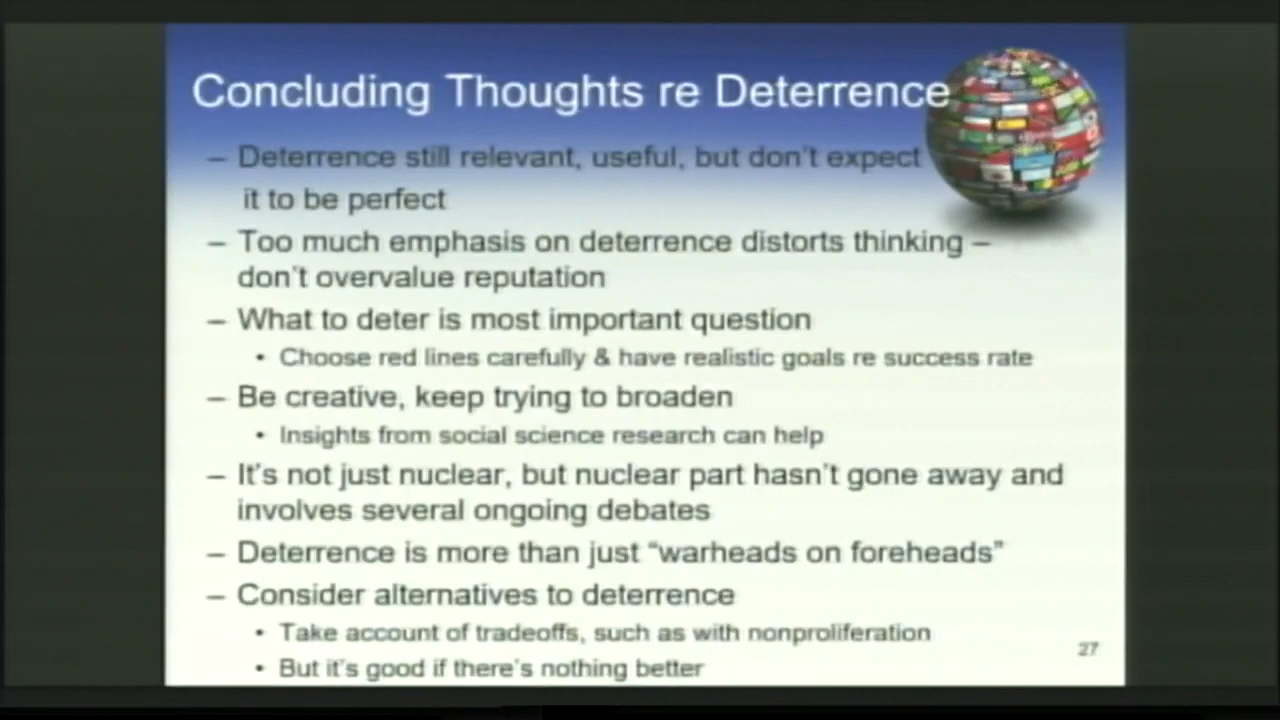 Concluding Thoughts re Deterrence
– Deterrence still relevant, useful, but don't expect
it to be perfect
– Too much emphasis on deterrence distorts thinking –
don't overvalue reputation
– What to deter is most important question
• Choose red lines carefully & have realistic goals re success rate
– Be creative, keep trying to broaden
• Insights from social science research can help
– It's not just nuclear, but nuclear part hasn't gone away and
involves several ongoing debates
– Deterrence is more than just “warheads on foreheads”
– Consider alternatives to deterrence
• Take account of tradeoffs, such as with nonproliferation
• But it's good if there's nothing better
27